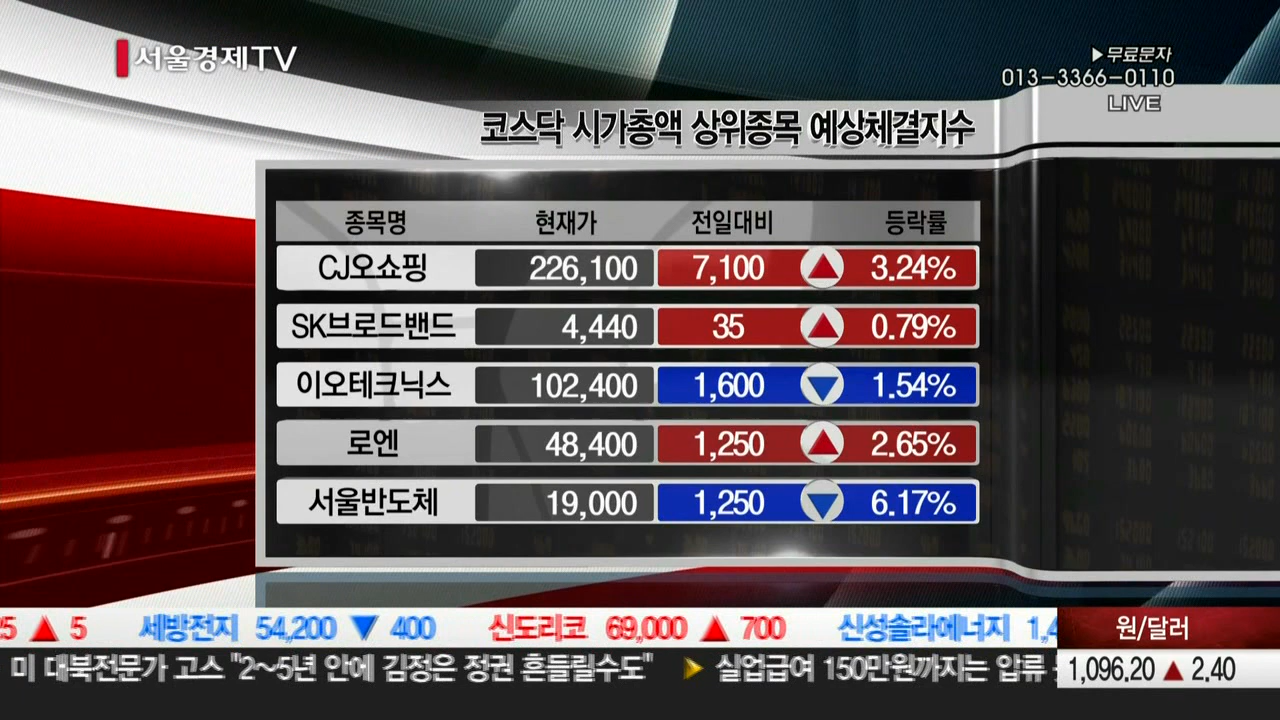 서울경제TV
▶무료문자
013-3366-0110
LIVE
코스닥 시가총액 상위종목 예상체결지수
종목명 현재가 전일대비 등락률
CJ오쇼핑 226,100 7,100 ▲ 3.24%
SK브로드밴드 4,440 35 ▲ 0.79%
이오테크닉스 102,400 1,600 ▼ 1.54%
로엔 48,400 1,250 ▲ 2.65%
서울반도체 19,000 1,250 ▼ 6.17%
5 ▲ 5 세방전지 54,200 ▼ 400 신도리코 69,000 ▲ 700 신성솔라에너지 1,4
원/달러
미 대북전문가 고스 "2~5년 안에 김정은 정권 흔들릴수도" ▶ 실업급여 150만원까지는 압류
1,096.20 ▲ 2.40